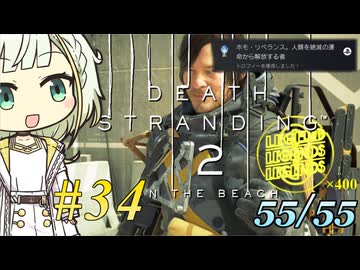 ホモ・リベランス。人類を絶滅の運命から解放する者
トロフィーを獲得しました！
DEATH
STRANDING
2
N THE BEACH
LEGEND
LEGENDS
LEGENDS
×400
#34
55/55